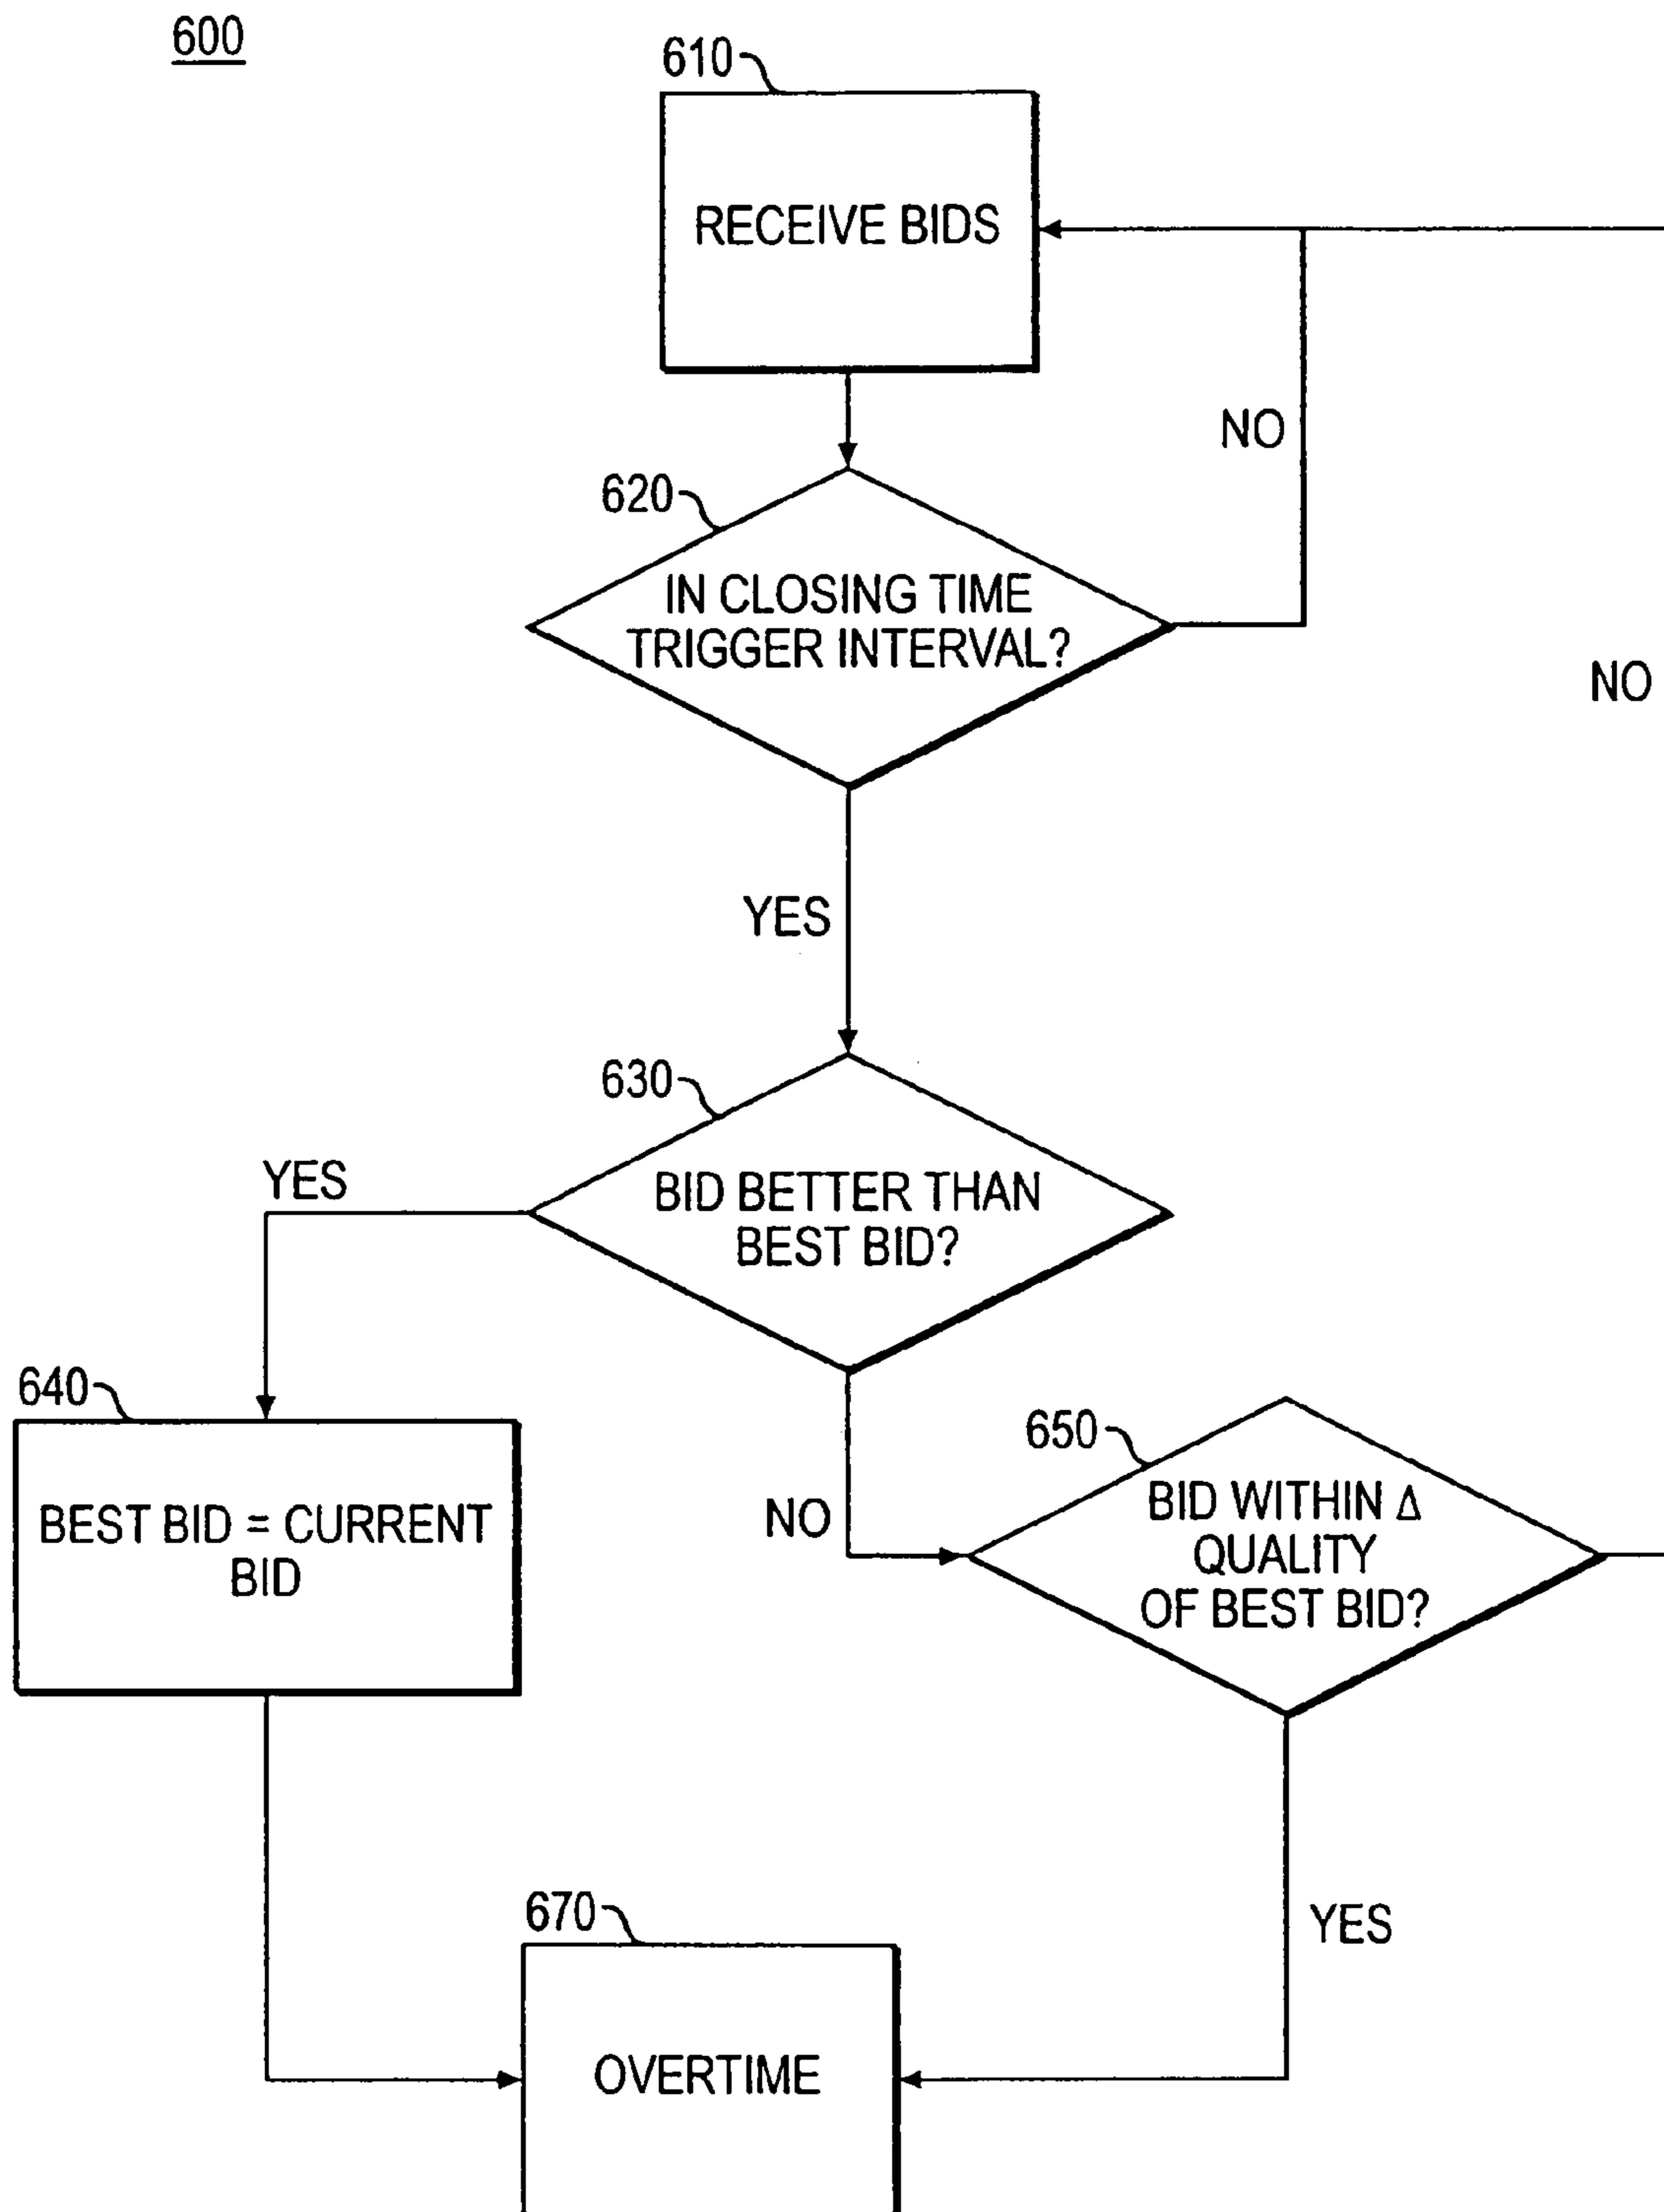 600
610
RECEIVE BIDS
NO
620
IN CLOSING TIME
TRIGGER INTERVAL?
NO
YES
630
YES
BID BETTER THAN
BEST BID?
640
BEST BID = CURRENT
BID
NO
650
BID WITHIN Δ
QUALITY
OF BEST BID?
670
OVERTIME
YES